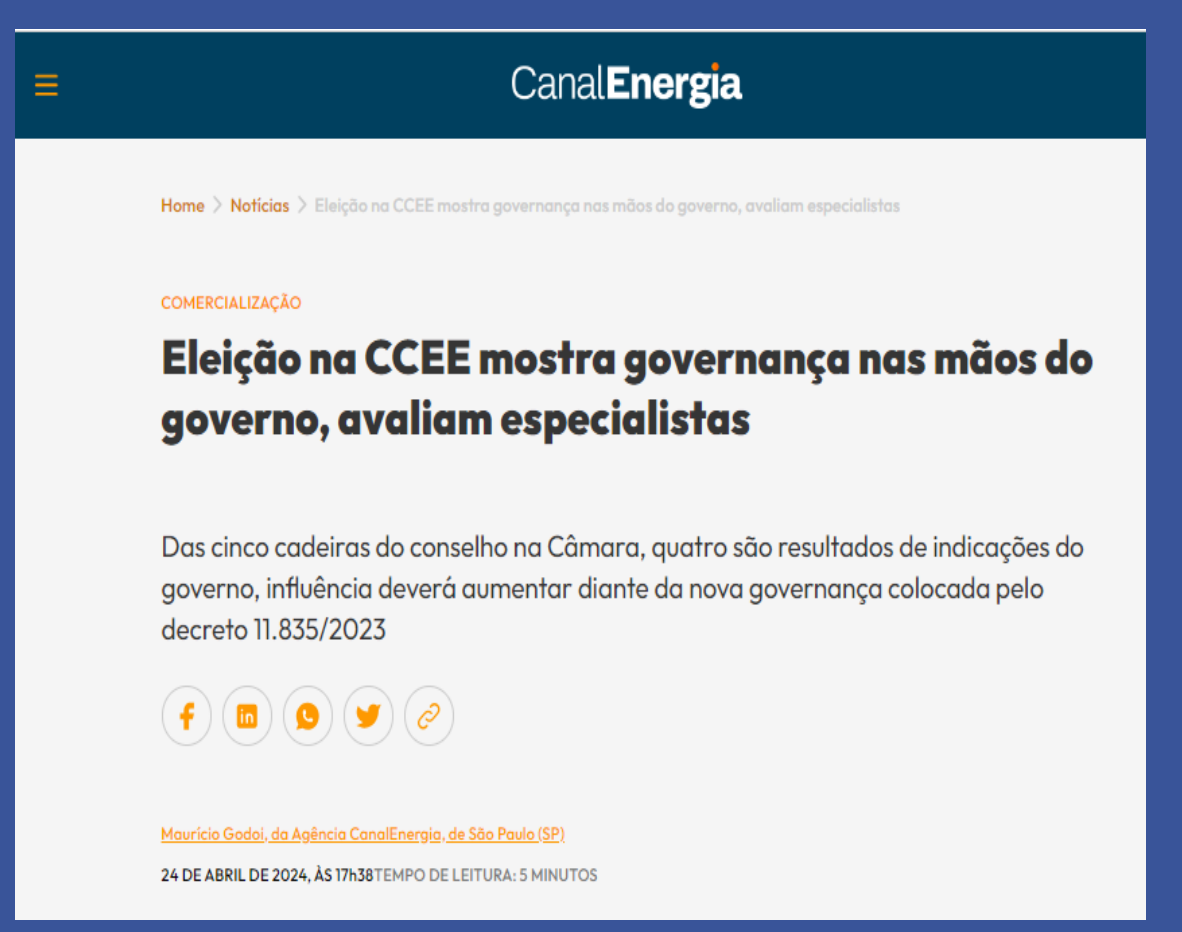 CanalEnergia
Home > Notícias > Eleição na CCEE mostra governança nas mãos do governo, avaliam especialistas
COMERCIALIZAÇÃO
Eleição na CCEE mostra governança nas mãos do
governo, avaliam especialistas
Das cinco cadeiras do conselho na Câmara, quatro são resultados de indicações do
governo, influência deverá aumentar diante da nova governança colocada pelo
decreto 11.835/2023
Maurício Godoi, da Agência CanalEnergia, de São Paulo (SP)
24 DE ABRIL DE 2024, ÀS 17h38TEMPO DE LEITURA: 5 MINUTOS